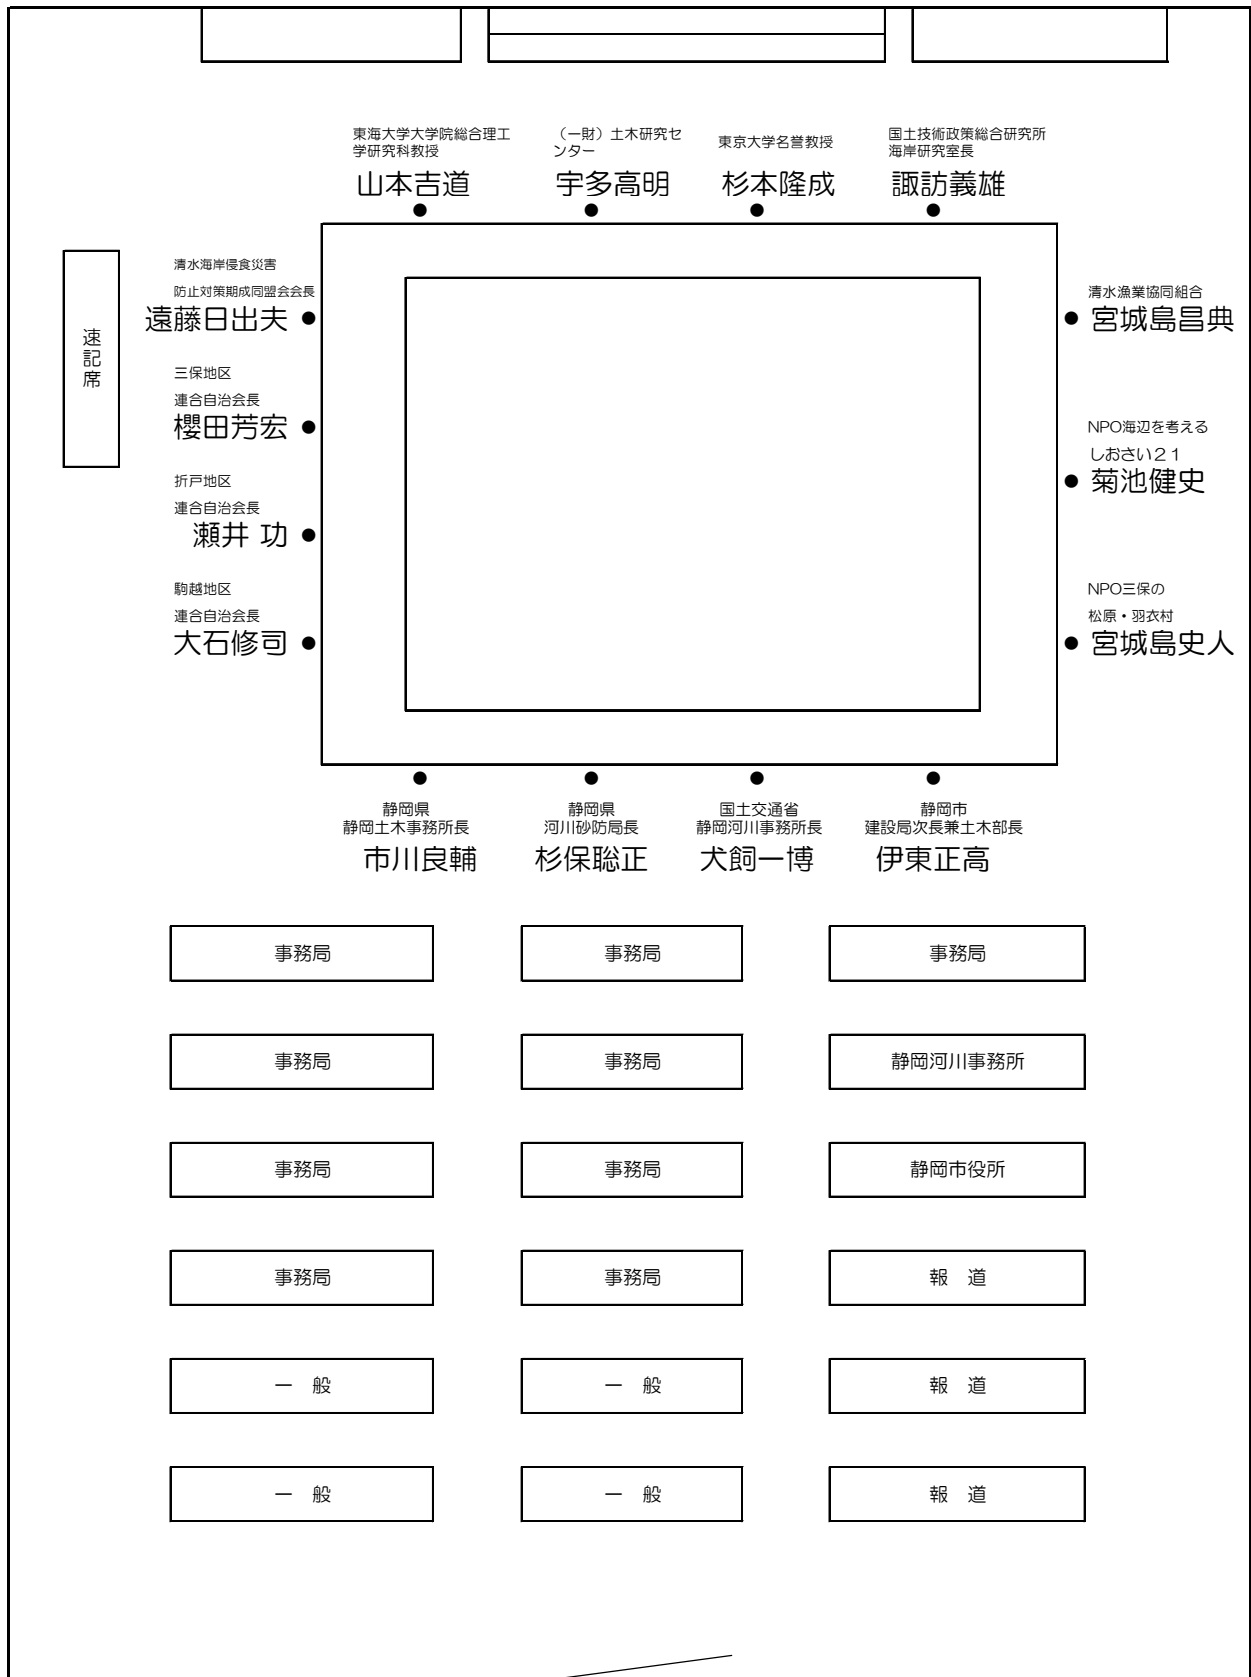 東海大学大学院総合理工
学研究科教授
山本吉道
（一財）土木研究セ
ンター
宇多高明
東京大学名誉教授
杉本隆成
国土技術政策総合研究所
海岸研究室長
諏訪義雄
速記席
清水海岸侵食災害
防止対策期成同盟会会長
遠藤日出夫
三保地区
連合自治会長
櫻田芳宏
折戸地区
連合自治会長
瀬井 功
駒越地区
連合自治会長
大石修司
清水漁業協同組合
宮城島昌典
NPO海辺を考える
しおさい２１
菊池健史
NPO三保の
松原・羽衣村
宮城島史人
静岡県
静岡土木事務所長
市川良輔
静岡県
河川砂防局長
杉保聡正
国土交通省
静岡河川事務所長
犬飼一博
静岡市
建設局次長兼土木部長
伊東正高
事務局
事務局
事務局
事務局
事務局
静岡河川事務所
事務局
事務局
静岡市役所
事務局
事務局
報　道
一　般
一　般
報　道
一　般
一　般
報　道